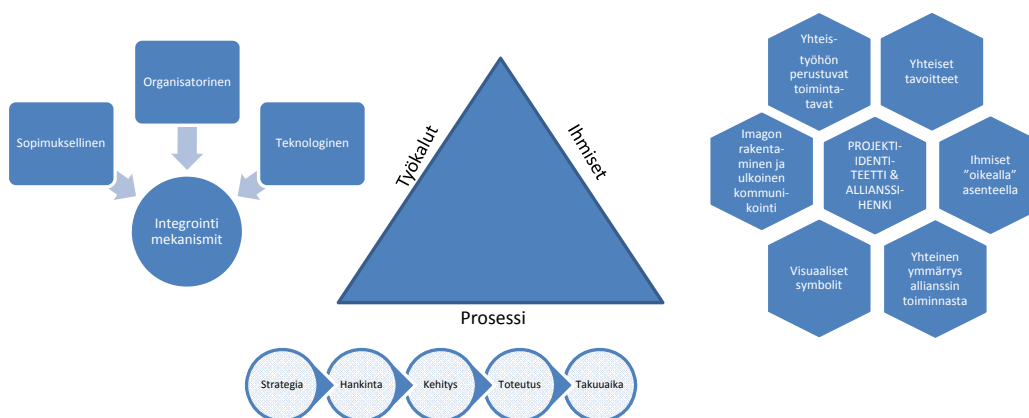 Organisatorinen
Sopimuksellinen
Teknologinen
Integrointi
mekanismit
Työkalut
Ihmiset
Prosessi
Strategia
Hankinta
Kehitys
Toteutus
Takuuaika
Yhteis-
työhön
perustuvat
toiminta-
tavat
Yhteiset
tavoitteet
Imagon
rakenta-
minen ja
ulkoinen
kommuni-
kointi
PROJEKTI-
IDENTI-
TEETTI &
ALLIANSSI-
HENKI
Ihmiset
"oikealla"
asenteella
Visuaaliset
symbolit
Yhteinen
ymmärrys
allianssin
toiminnasta